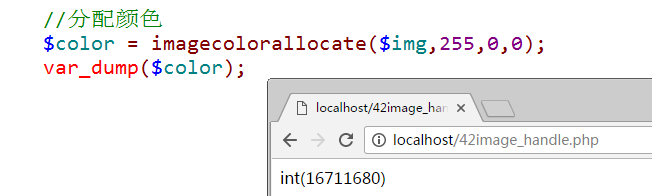 //分配颜色
$color = imagecolorallocate($img,255,0,0);
var_dump($color);
localhost/42image_han
localhost/42image_handle.php
int(16711680)